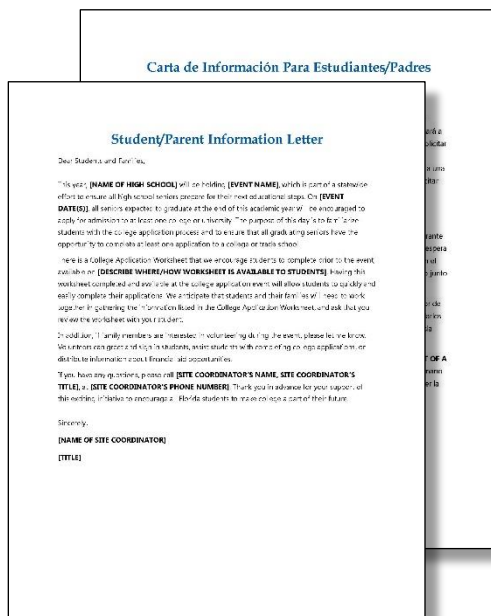 Carta de Información Para Estudiantes/Padres
Student/Parent Information Letter
Dear Students and Families,
This year, [NAME OF HIGH SCHOOL] will be holding [EVENT NAME], which is part of a statewide
effort to ensure all high school seniors prepare for their next educational steps. On [EVENT
DATE(S)], all seniors expected to graduate at the end of this academic year will be encouraged to
apply for admission to at least one college or university. The purpose of this day is to familiarize
students with the college application process and to ensure that all graduating seniors have the
opportunity to complete at least one application to a college or trade school.
There is a College Application Worksheet that we encourage students to complete prior to the event,
available on [DESCRIBE WHERE/HOW WORKSHEET IS AVAILABLE TO STUDENTS]. Having this
worksheet completed and available at the college application event will allow students to quickly and
easily complete their applications. We anticipate that students and their families will need to work
together in gathering the information listed in the College Application Worksheet, and ask that you
review the worksheet with your student.
In addition, if family members are interested in volunteering during the event, please let me know.
Volunteers can greet and sign in students, assist students with completing college applications, or
distribute information about financial aid opportunities.
If you have any questions, please call [SITE COORDINATOR'S NAME, SITE COORDINATOR'S
TITLE], at [SITE COORDINATOR'S PHONE NUMBER]. Thank you in advance for your support of
this exciting initiative to encourage all Florida students to make college a part of their future.
Sincerely,
[NAME OF SITE COORDINATOR]
[TITLE]